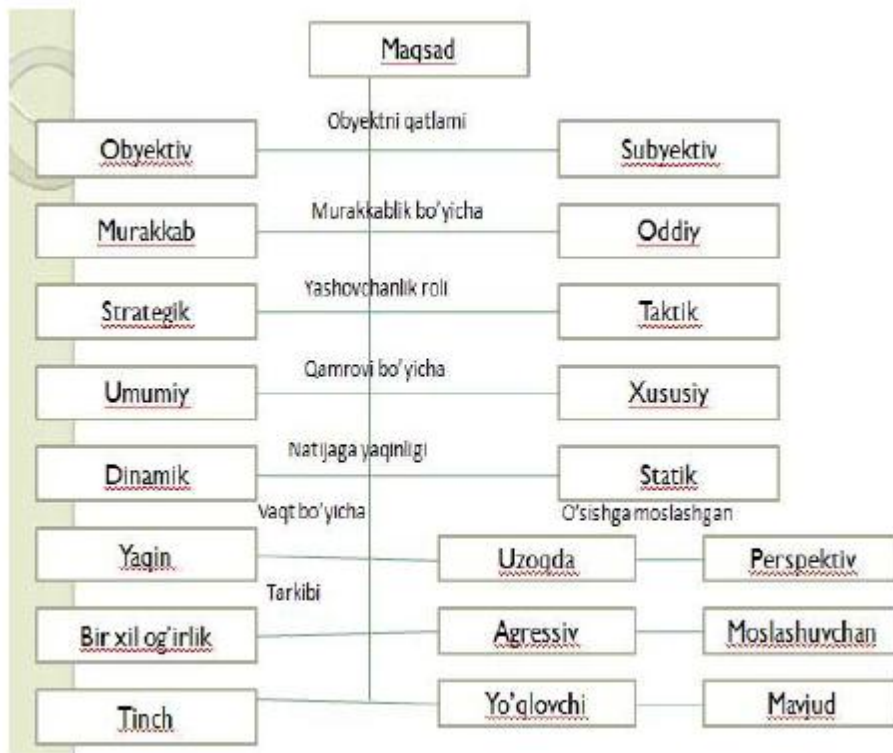 Maqsad
Obyektni qatlami
Obyektiv
Subyektiv
Murakkablik bo'yicha
Murakkab
Oddiy
Yashovchanlik roli
Strategik
Taktik
Qamrovi bo'yicha
Umumiy
Xususiy
Natijaga yaqinligi
Dinamik
Statik
Vaqt bo'yicha
O'sishga moslashgan
Yaqin
Uzoqda
Perspektiv
Tarkibi
Bir xil og'irlik
Agressiv
Moslashuvchan
Tinch
Yo'qlovchi
Mavjud